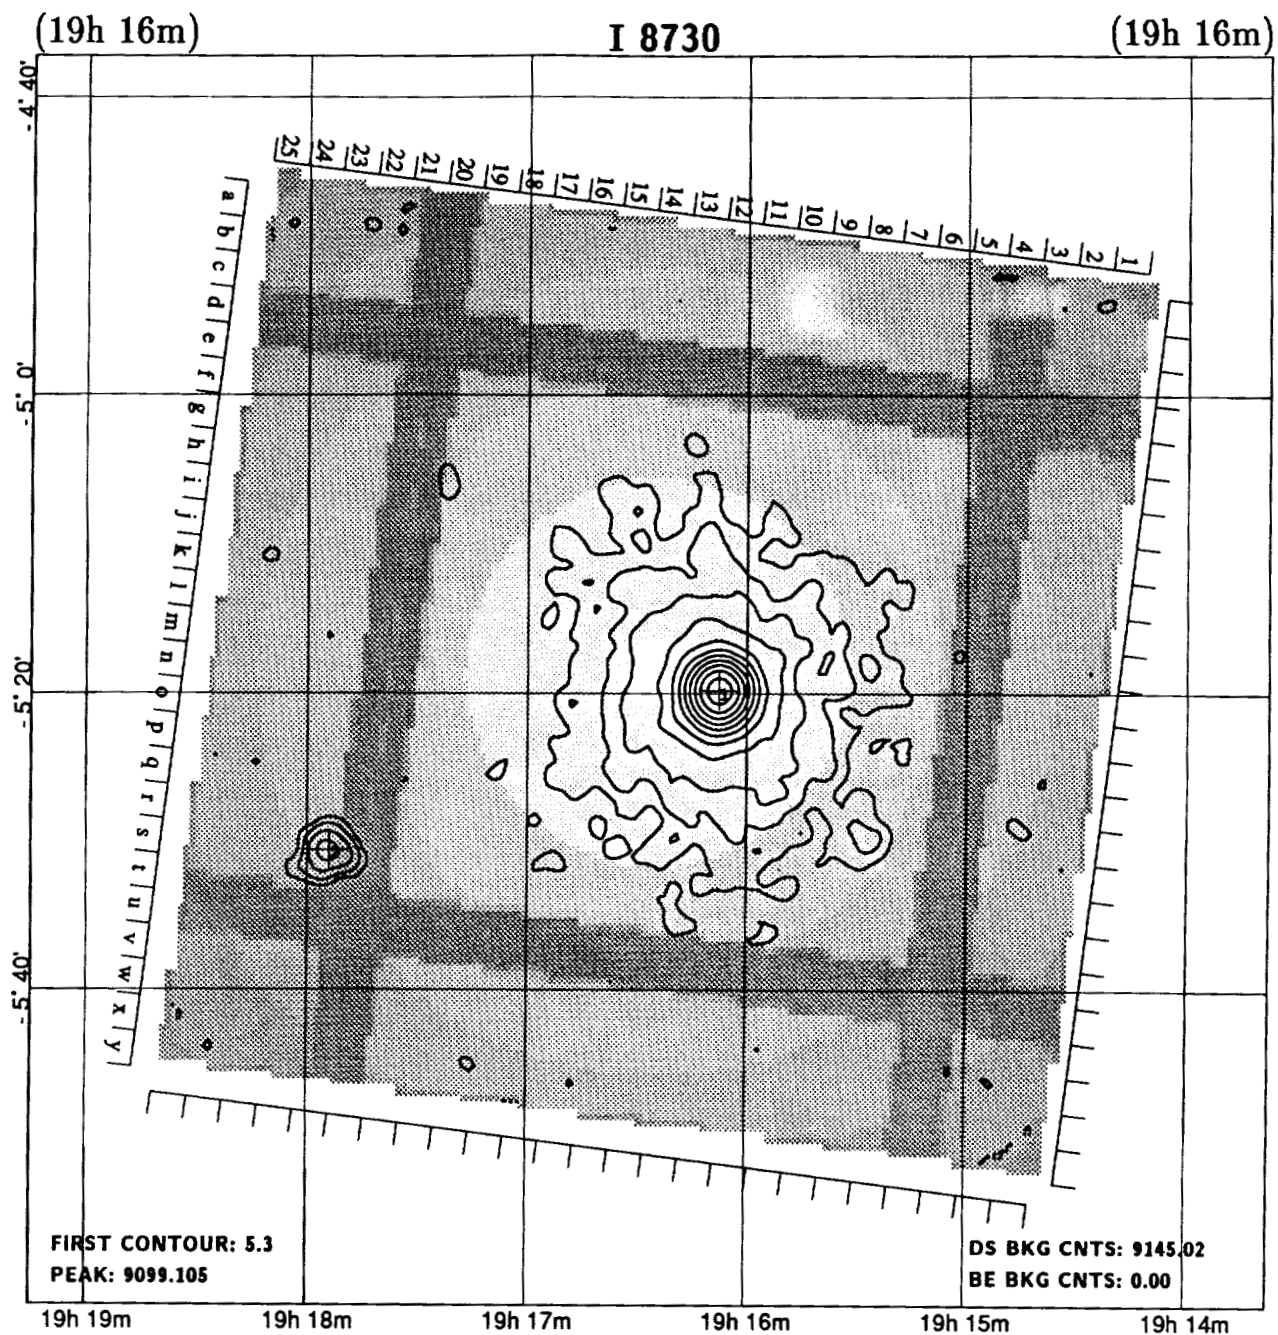 (19h 16m) I 8730 (19h 16m)
- 4° 40'
25 24 23 22 21 20 19 18 17 16 15 14 13 12 11 10 9 8 7 6 5 4 3 2 1
a b c d e f g h i j k l m n o p q r s t u v w x y
- 5° 0'
- 5° 20'
- 5° 40'
FIRST CONTOUR: 5.3
PEAK: 9099.105
DS BKG CNTS: 9145.02
BE BKG CNTS: 0.00
19h 19m 19h 18m 19h 17m 19h 16m 19h 15m 19h 14m